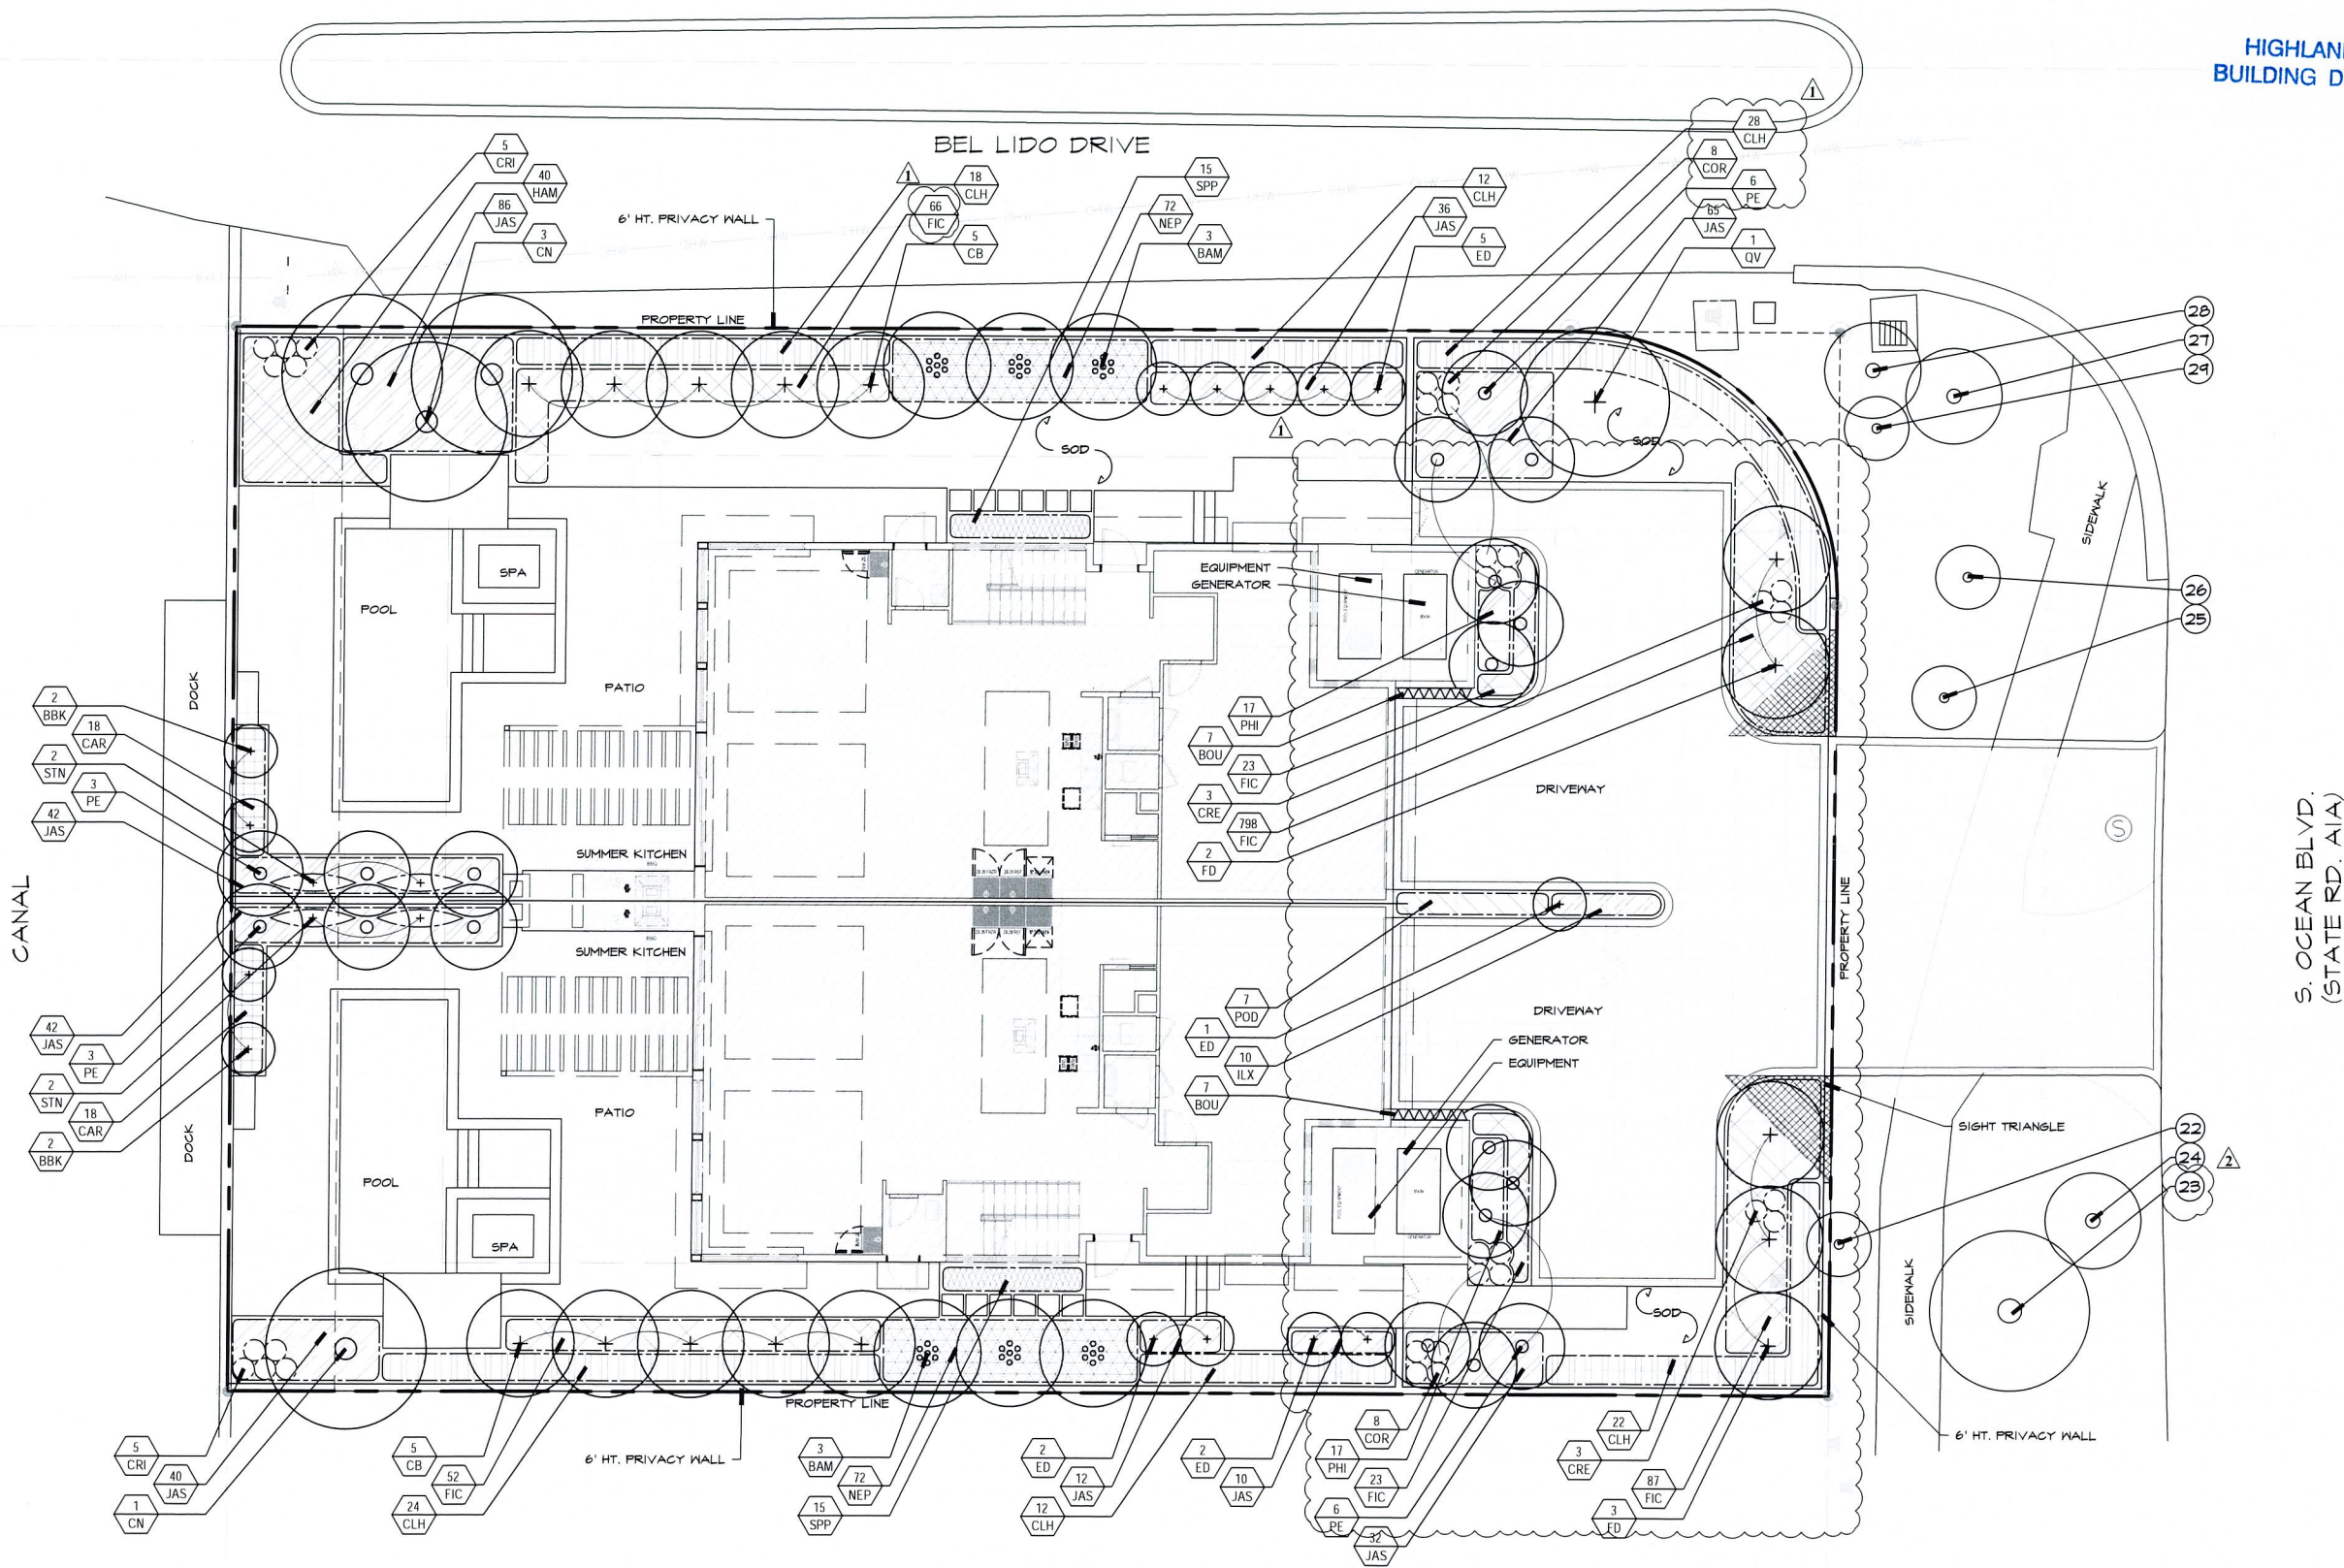 HIGHLAN
BUILDING D
BEL LIDO DRIVE
1
28
CLH
8
COR
6
PE
65
JAS
1
QV
5
CRI
40
HAM
86
JAS
3
CN
6' HT. PRIVACY WALL
1
18
CLH
66
FIC
5
CB
15
SPP
72
NEP
3
BAM
12
CLH
36
JAS
5
ED
PROPERTY LINE
28
27
29
1
SOD
SOD
SIDEWALK
SPA
POOL
EQUIPMENT
GENERATOR
26
25
DOCK
PATIO
2
BBK
18
CAR
2
STN
3
PE
42
JAS
17
PHI
7
BOU
23
FIC
3
CRE
798
FIC
2
FD
DRIVEWAY
S
S. OCEAN BLVD.
(STATE RD. A1A)
SUMMER KITCHEN
CANAL
PROPERTY LINE
SUMMER KITCHEN
42
JAS
3
PE
2
STN
18
CAR
2
BBK
7
POD
1
ED
10
ILX
7
BOU
DRIVEWAY
GENERATOR
EQUIPMENT
DOCK
PATIO
POOL
SPA
SIGHT TRIANGLE
22
24
2
23
SIDEWALK
SOD
PROPERTY LINE
6' HT. PRIVACY WALL
6' HT. PRIVACY WALL
5
CRI
40
JAS
1
CN
5
CB
52
FIC
24
CLH
3
BAM
72
NEP
15
SPP
2
ED
12
JAS
12
CLH
2
ED
10
JAS
8
COR
17
PHI
23
FIC
6
PE
32
JAS
22
CLH
3
CRE
87
FIC
3
FD